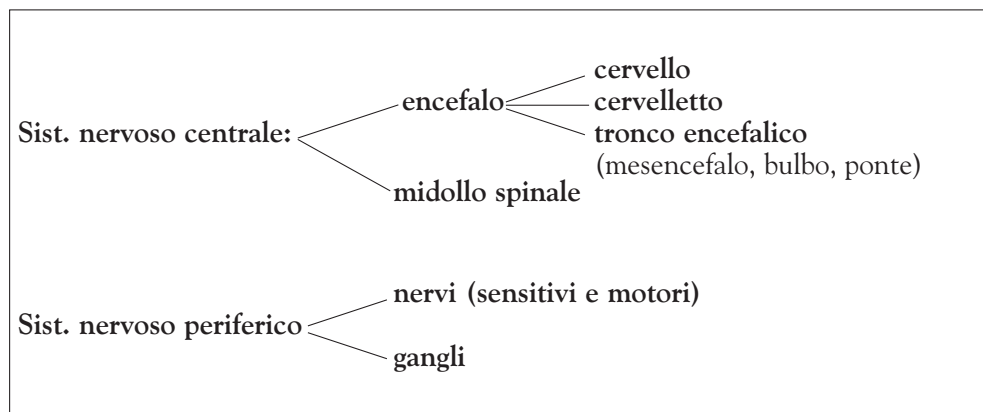 cervello
encefalo
cervelletto
Sist. nervoso centrale:
tronco encefalico
(mesencefalo, bulbo, ponte)
midollo spinale
nervi (sensitivi e motori)
Sist. nervoso periferico
gangli